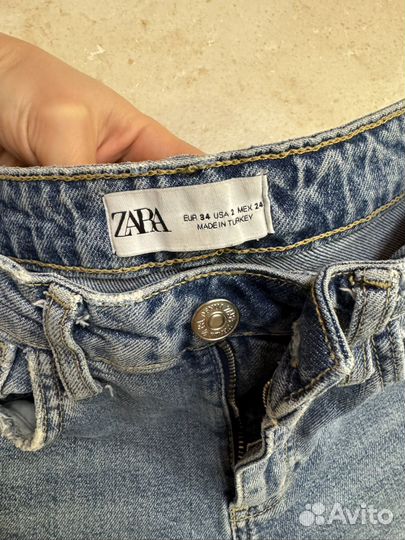 ZARA
EUR 34 USA 2 MEX 24
MADE IN TURKEY
Avito